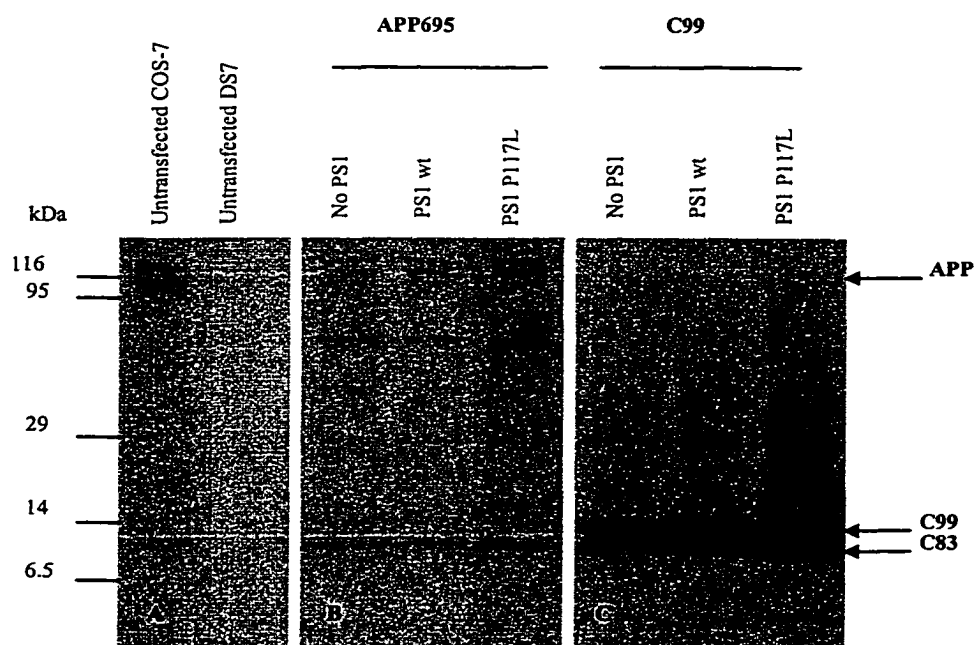 APP695
C99
Untransfected COS-7
Untransfected DS7
No PS1
PS1 wt
PS1 P117L
No PS1
PS1 wt
PS1 P117L
kDa
116
95
29
14
6.5
APP
C99
C83
A
B
C